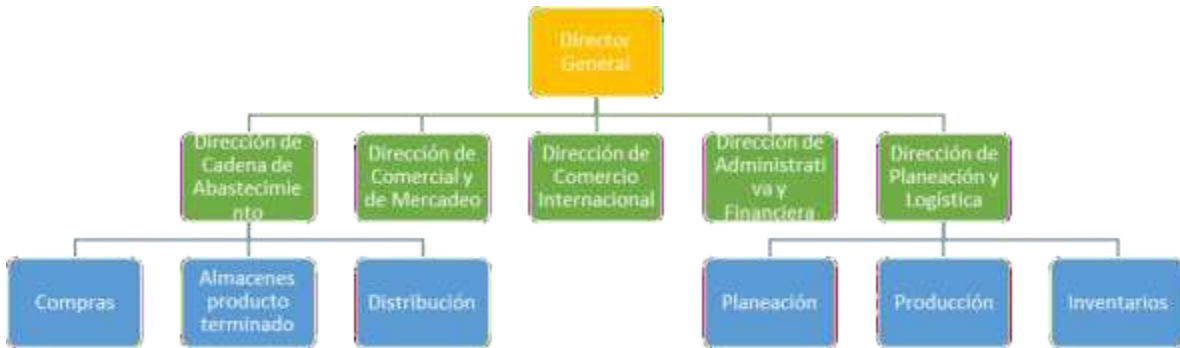 Director
General
Dirección de
Cadena de
Abastecimie
nto
Dirección de
Comercial y
de Mercadeo
Dirección de
Comercio
Internacional
Dirección de
Administrati
va y
Financiera
Dirección de
Planeación y
Logística
Compras
Almacenes
producto
terminado
Distribución
Planeación
Producción
Inventarios